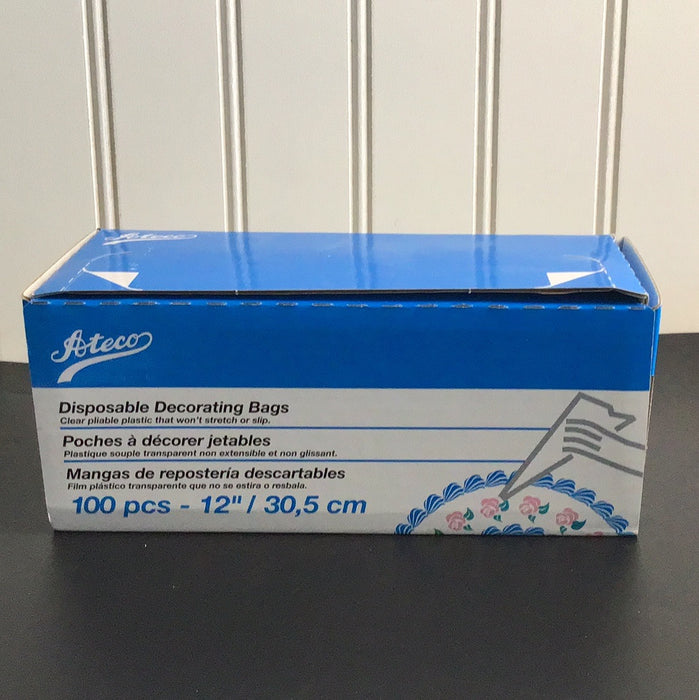 Ateco
Ateco
Disposable Decorating Bags
Clear pliable plastic that won't stretch or slip.
Poches à décorer jetables
Plastique souple transparent non extensible et non glissant.
Mangas de repostería descartables
Film plástico transparente que no se estira o resbala.
100 pcs - 12" / 30,5 cm